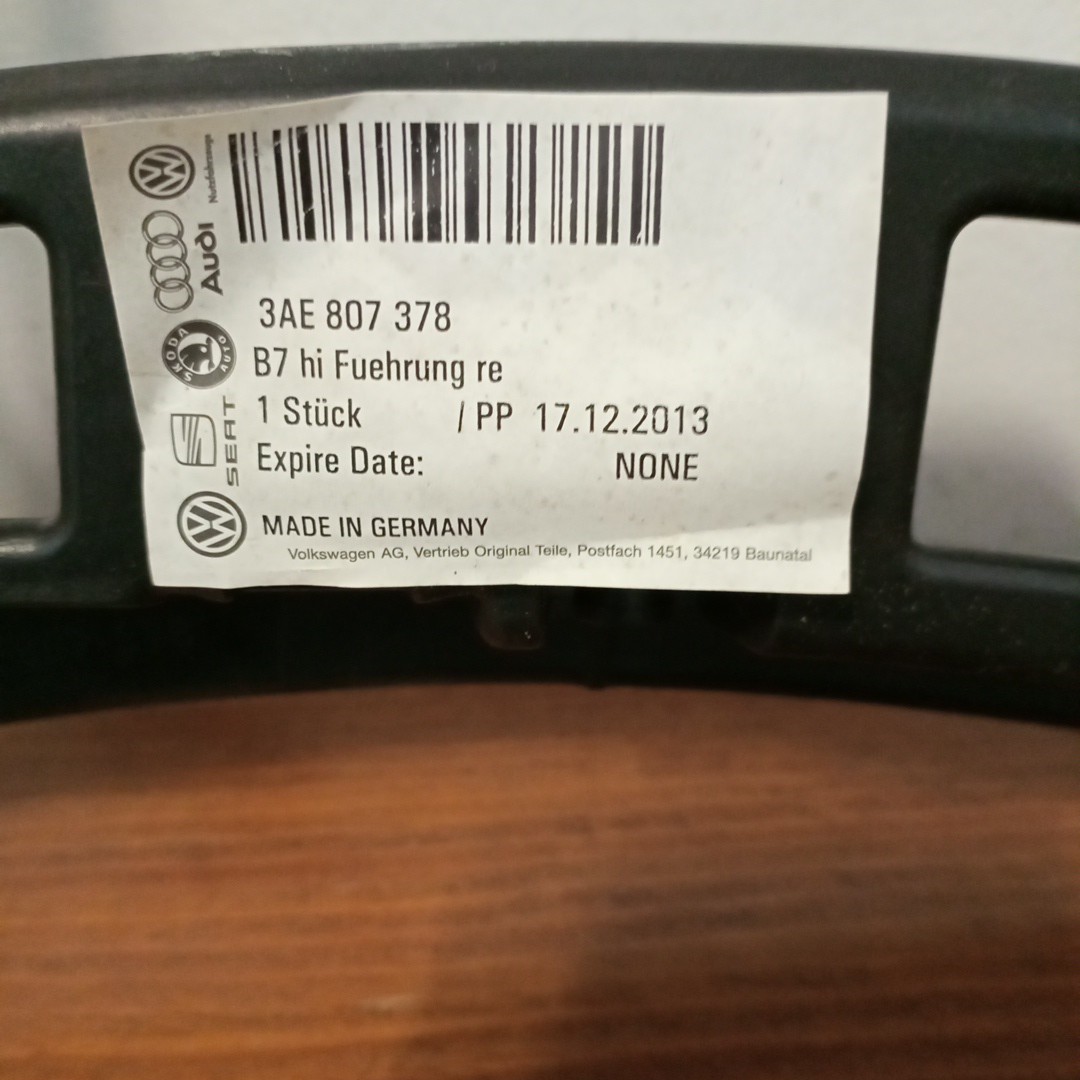 Nutzfahrzeuge
Audi
SKODA
AUTO
SEAT
3AE 807 378
B7 hi Fuehrung re
1 Stück / PP 17.12.2013
Expire Date: NONE
MADE IN GERMANY
Volkswagen AG, Vertrieb Original Teile, Postfach 1451, 34219 Baunatal